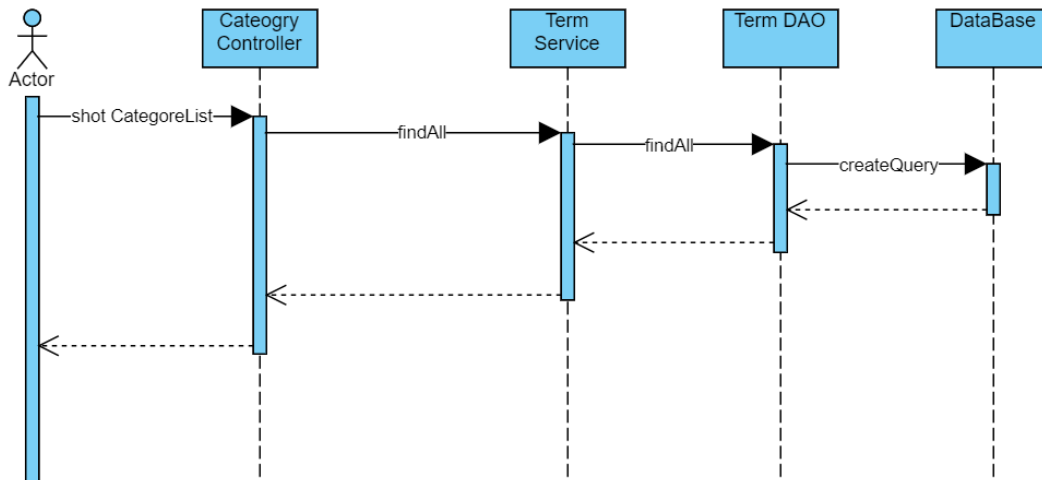 Cateogry
Controller
Term
Service
Term DAO
DataBase
Actor
shot CategoreList
findAll
findAll
createQuery